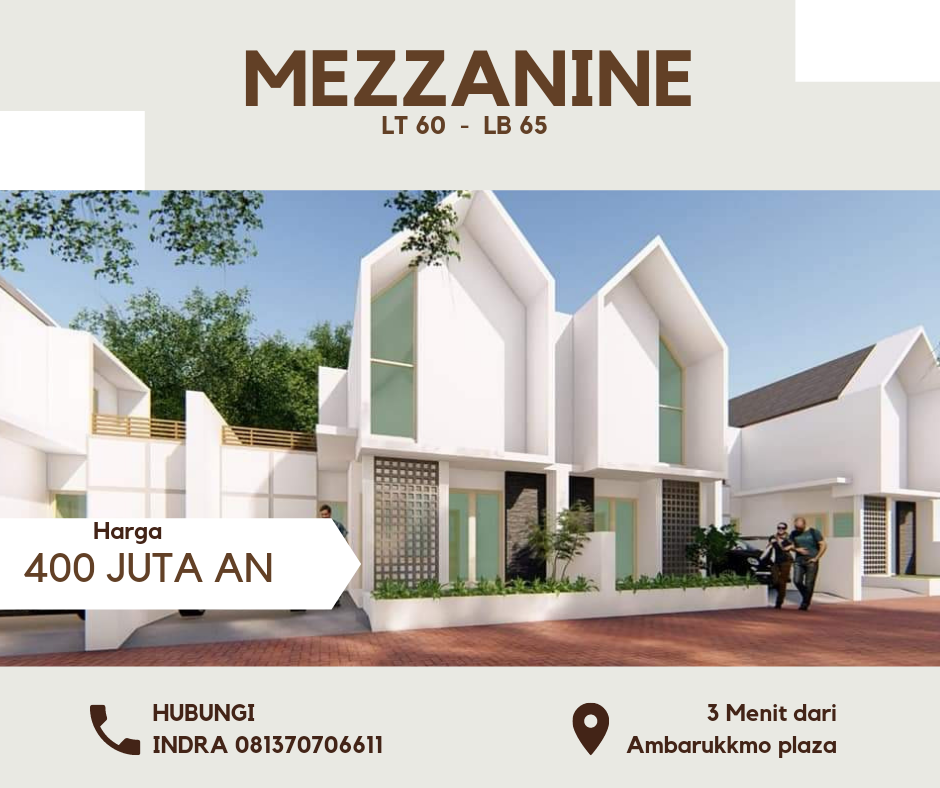 MEZZANINE
LT 60 - LB 65
Harga
400 JUTA AN
HUBUNGI
INDRA 081370706611
3 Menit dari
Ambarukkmo plaza